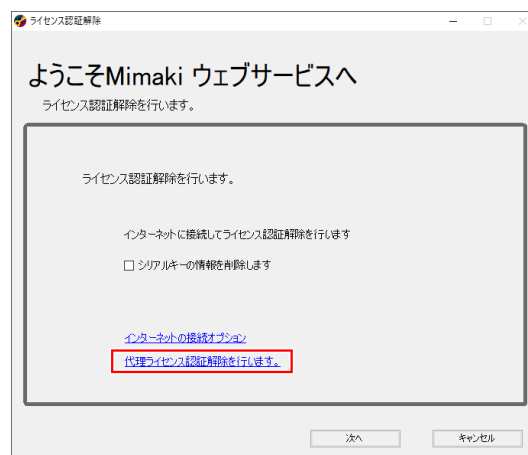 ライセンス認証解除
ようこそMimaki ウェブサービスへ
ライセンス認証解除を行います。
ライセンス認証解除を行います。
インターネットに接続してライセンス認証解除を行います
シリアルキーの情報を削除します
インターネットの接続オプション
代理ライセンス認証解除を行います。
次へ
キャンセル